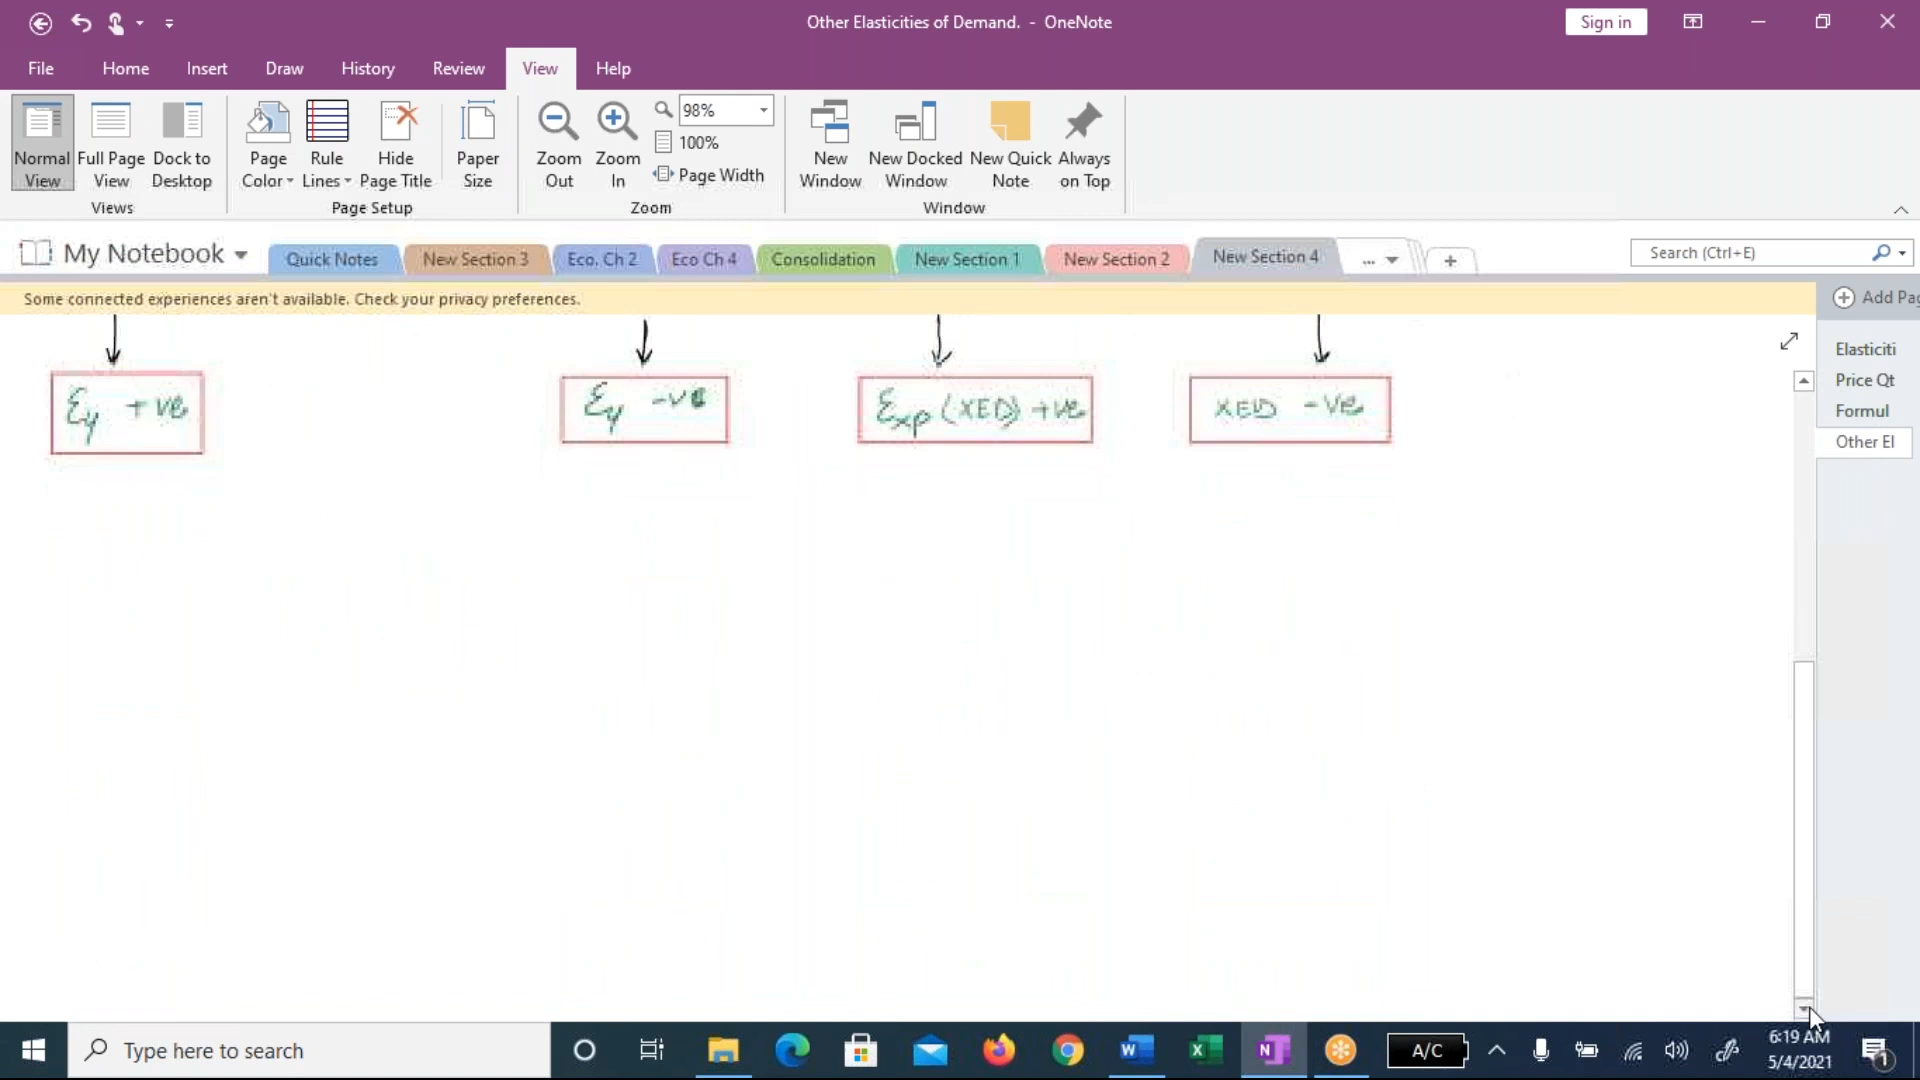 Other Elasticities of Demand. - OneNote
Sign in
File Home Insert Draw History Review View Help
Normal View
Full Page View
Dock to Desktop
Views
Page Color
Rule Lines
Hide Page Title
Paper Size
Page Setup
Zoom Out
Zoom In
98%
100%
Page Width
Zoom
New Window
New Docked Window
New Quick Note
Always on Top
Window
My Notebook
Quick Notes New Section 3 Eco. Ch 2 Eco Ch 4 Consolidation New Section 1 New Section 2 New Section 4 ...
Search (Ctrl+E)
Some connected experiences aren't available. Check your privacy preferences.
Add Pag
Elasticiti
Price Qt
Formul
Other El
Ey +ve
Ey -ve
Exp (XED) +ve
XED -ve
Type here to search
A/C
6:19 AM
5/4/2021
1